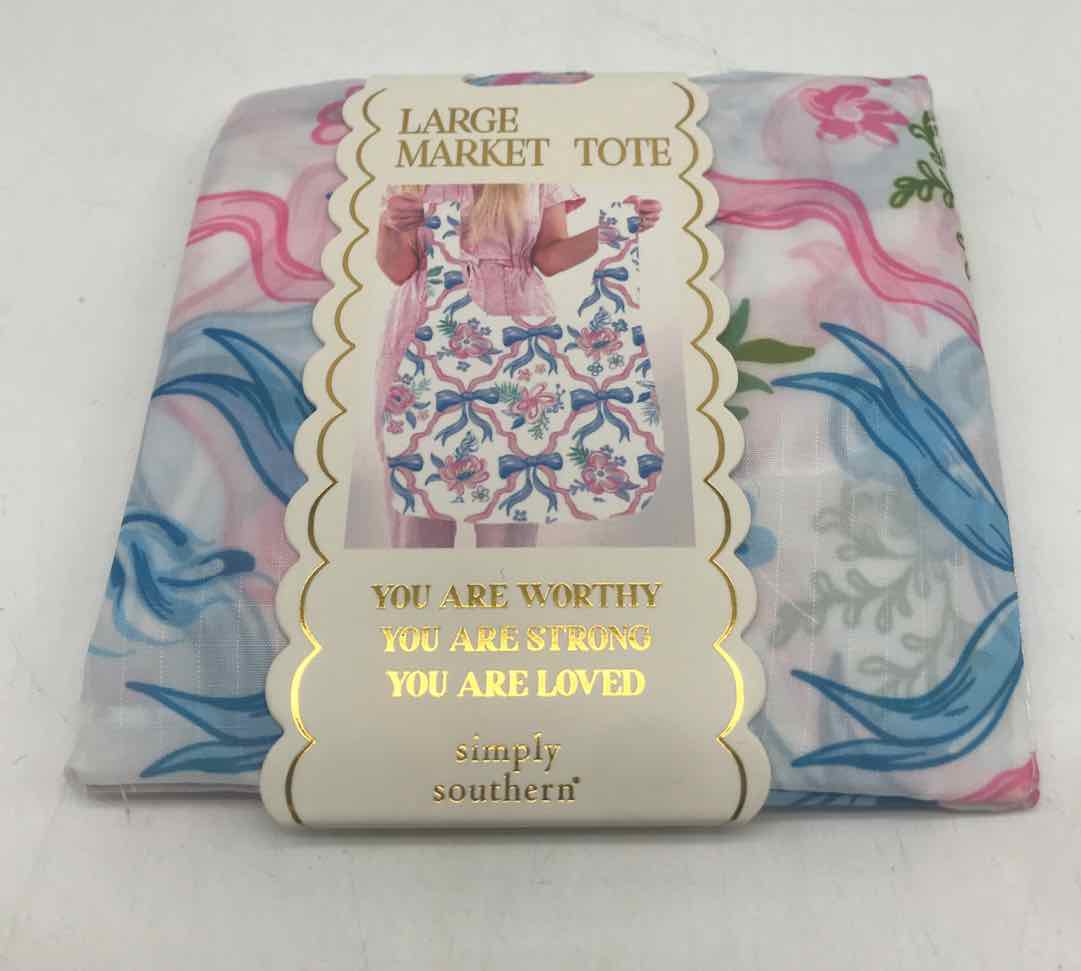 LARGE
MARKET TOTE
YOU ARE WORTHY
YOU ARE STRONG
YOU ARE LOVED
simply
southern®